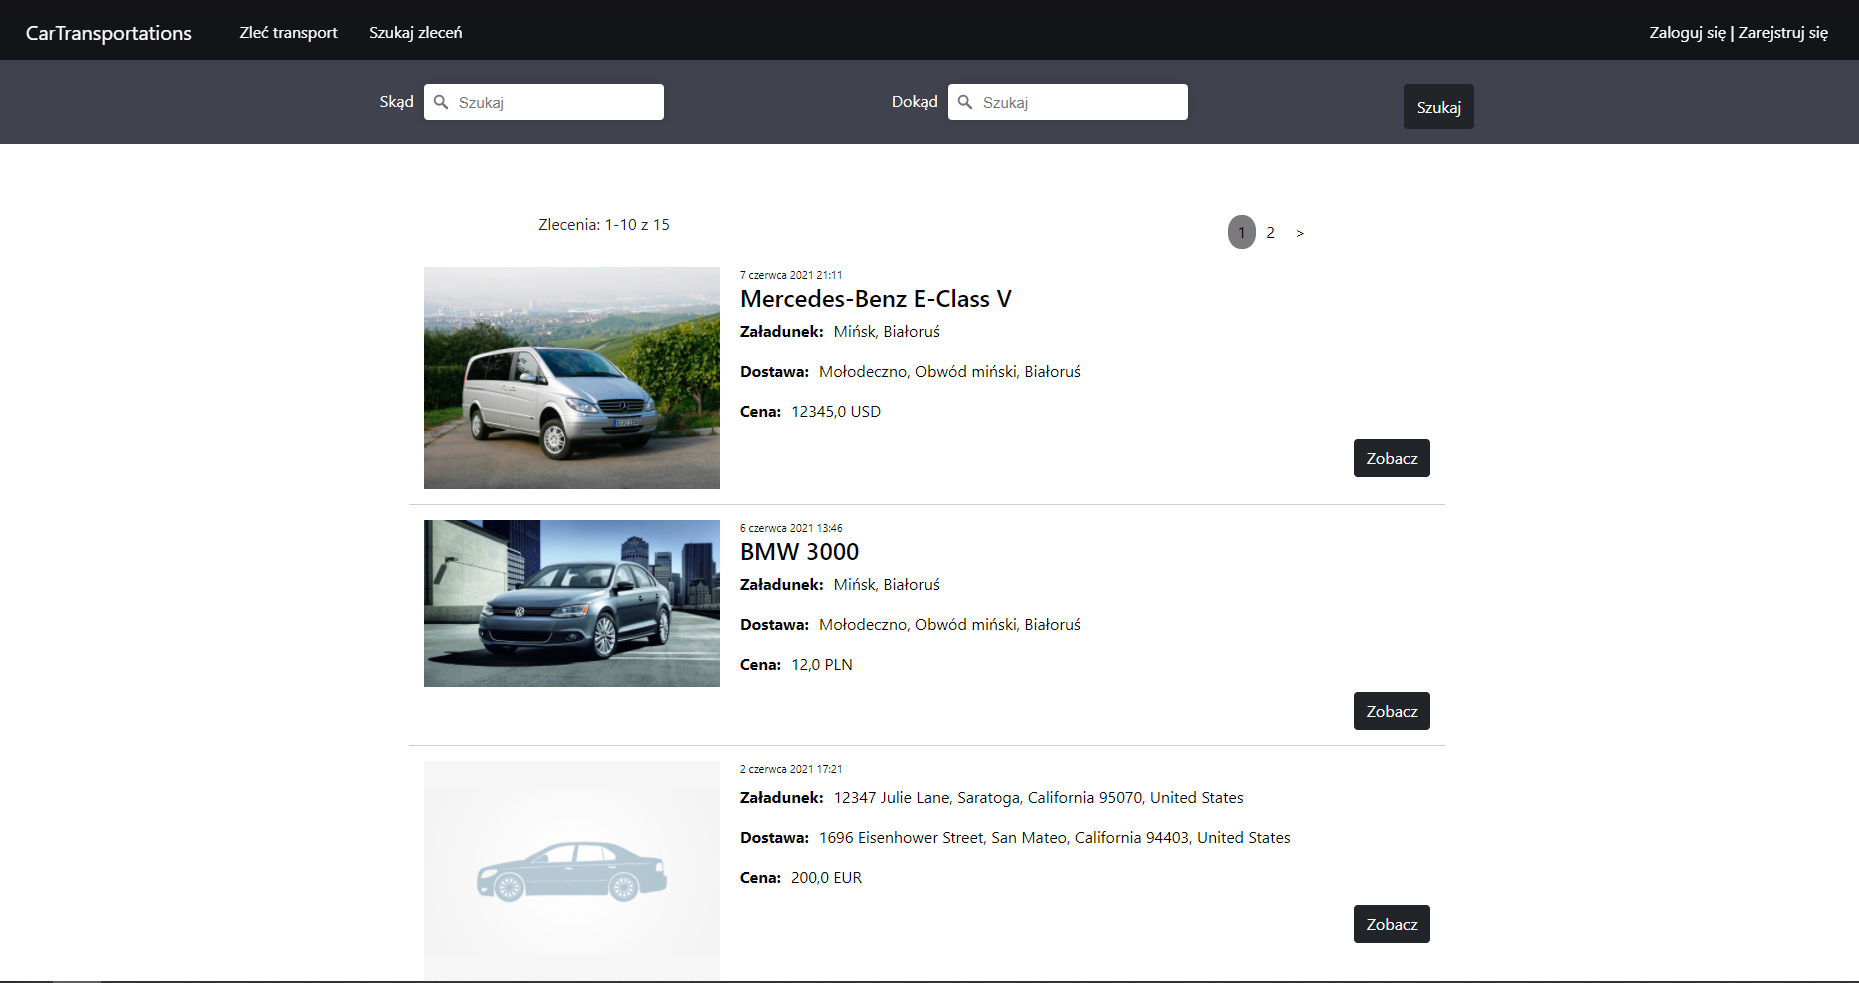 CarTransportations Zleć transport Szukaj zleceń Zaloguj się | Zarejstruj się
Skąd Szukaj Dokąd Szukaj Szukaj
Zlecenia: 1-10 z 15 1 2 >
7 czerwca 2021 21:11
Mercedes-Benz E-Class V
Załadunek: Mińsk, Białoruś
Dostawa: Mołodeczno, Obwód miński, Białoruś
Cena: 12345,0 USD
Zobacz
6 czerwca 2021 13:46
BMW 3000
Załadunek: Mińsk, Białoruś
Dostawa: Mołodeczno, Obwód miński, Białoruś
Cena: 12,0 PLN
Zobacz
2 czerwca 2021 17:21
Załadunek: 12347 Julie Lane, Saratoga, California 95070, United States
Dostawa: 1696 Eisenhower Street, San Mateo, California 94403, United States
Cena: 200,0 EUR
Zobacz